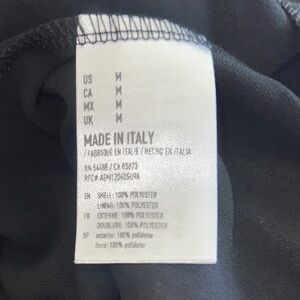 US M
CA M
MX M
UK M
MADE IN ITALY
/ FABRIQUÉ EN ITALIE / HECHO EN ITALIA
RN 54486 / CA 03873
RFC# AEM120405U9A
EN SHELL: 100% POLYESTER
LINING: 100% POLYESTER
FR EXTERNE: 100% POLYESTER
DOUBLURE: 100% POLYESTER
SP exterior: 100% poliéster
forro: 100% poliéster